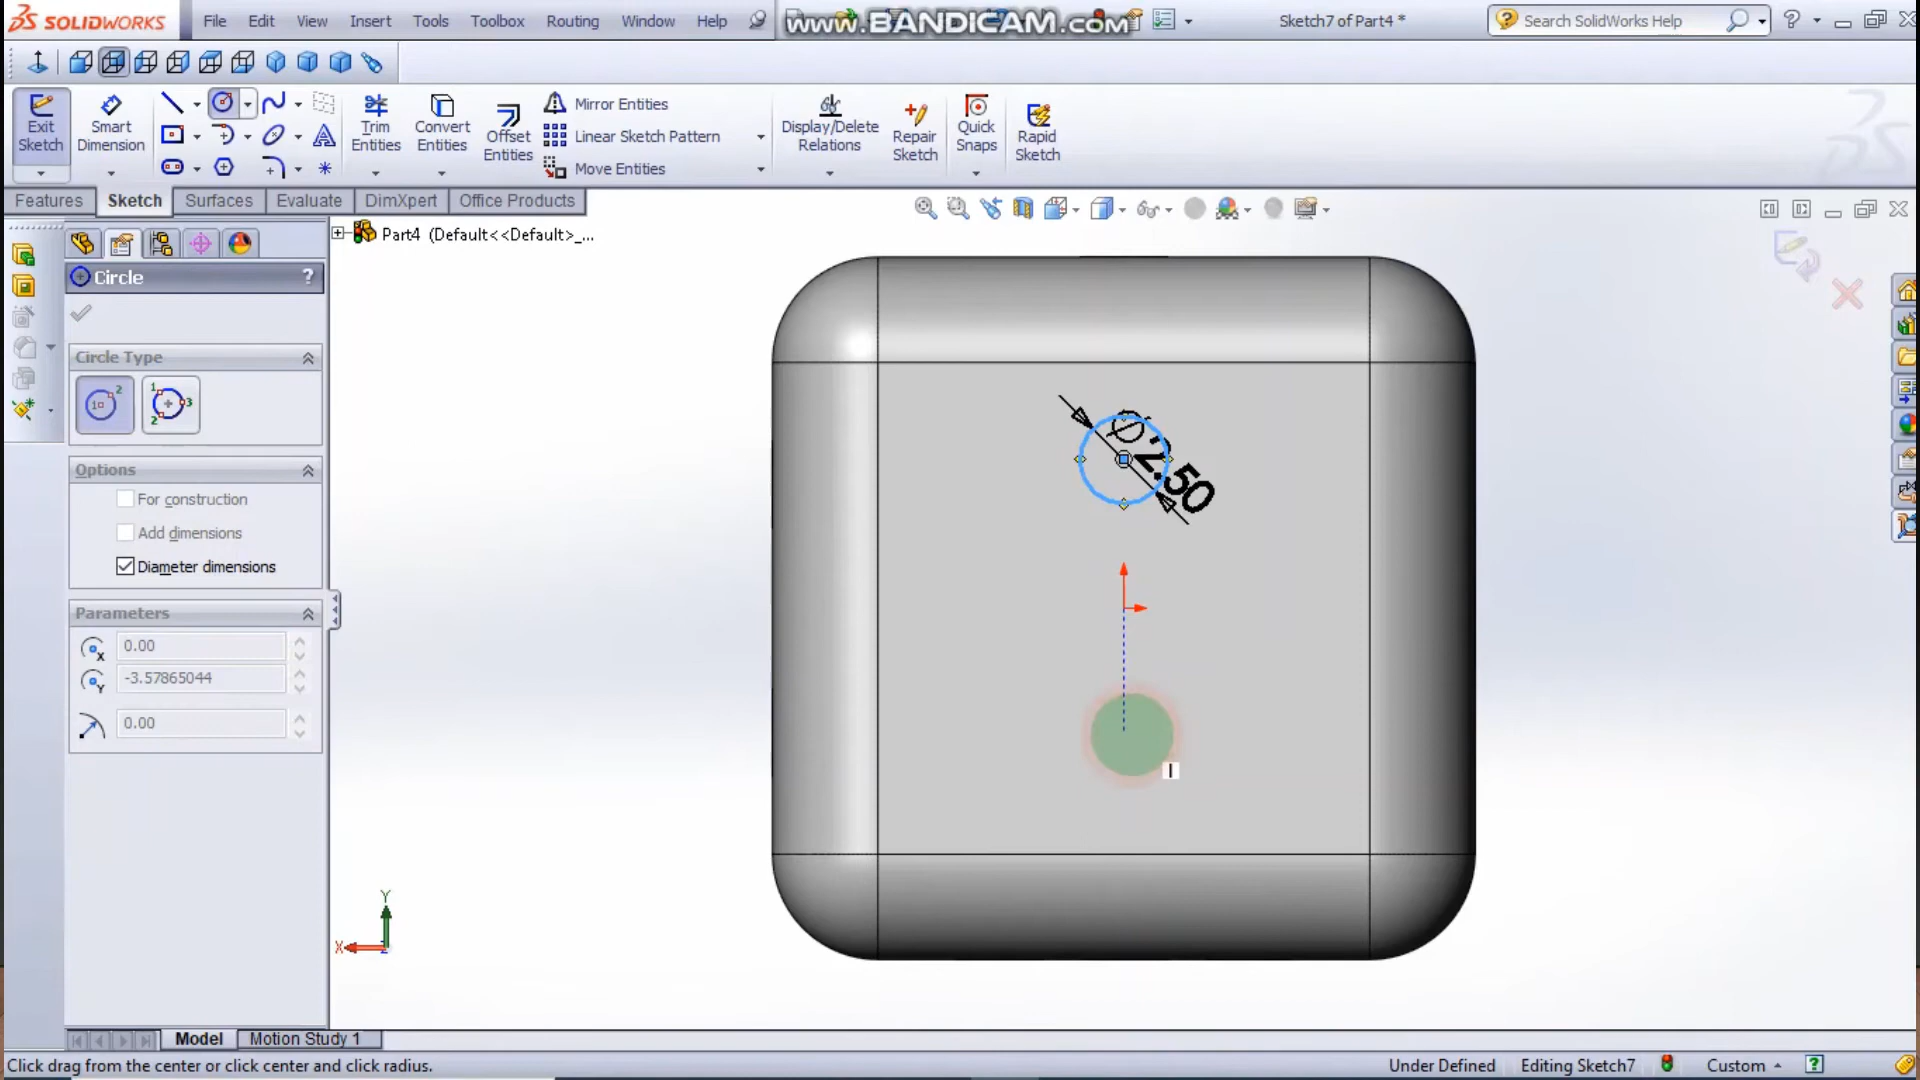 SOLIDWORKS File Edit View Insert Tools Toolbox Routing Window Help www.BANDICAM.com Sketch7 of Part4 * Search SolidWorks Help
Exit Sketch
Smart Dimension
Trim Entities
Convert Entities
Offset Entities
Mirror Entities
Linear Sketch Pattern
Move Entities
Display/Delete Relations
Repair Sketch
Quick Snaps
Rapid Sketch
Features Sketch Surfaces Evaluate DimXpert Office Products
Part4 (Default<<Default>_...
Circle ?
Circle Type
Options
For construction
Add dimensions
Diameter dimensions
Parameters
0.00
-3.57865044
0.00
Ø2.50
Y
X
Model Motion Study 1
Click drag from the center or click center and click radius. Under Defined Editing Sketch7 Custom